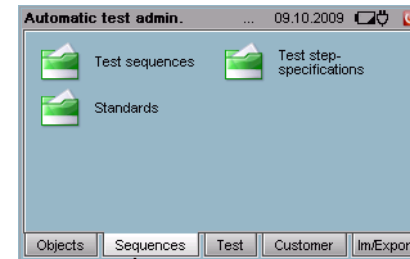 Automatic test admin. ... 09.10.2009
Test sequences
Test step-
specifications
Standards
Objects Sequences Test Customer Im/Expor